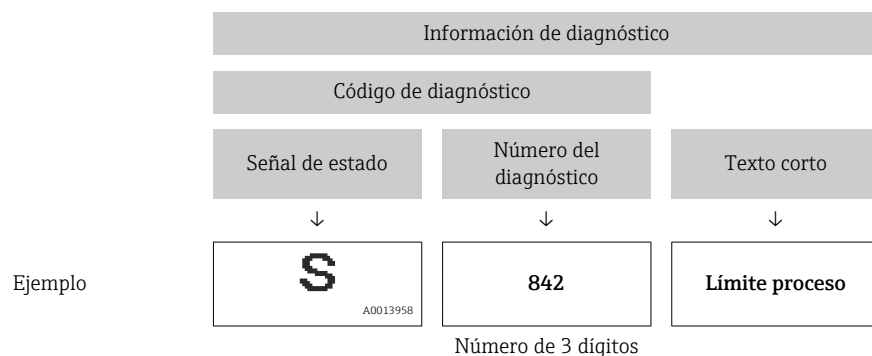 Información de diagnóstico
Código de diagnóstico
Señal de estado
Número del
diagnóstico
Texto corto
↓ ↓ ↓
Ejemplo
S
A0013958
842
Límite proceso
Número de 3 dígitos